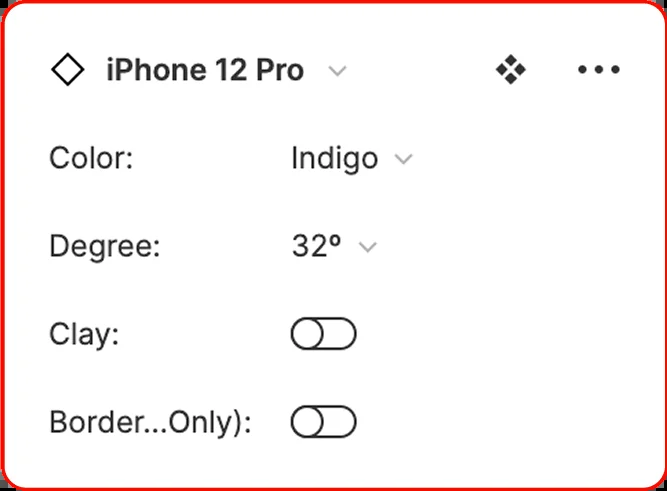 iPhone 12 Pro
Color: Indigo
Degree: 32º
Clay:
Border...Only):